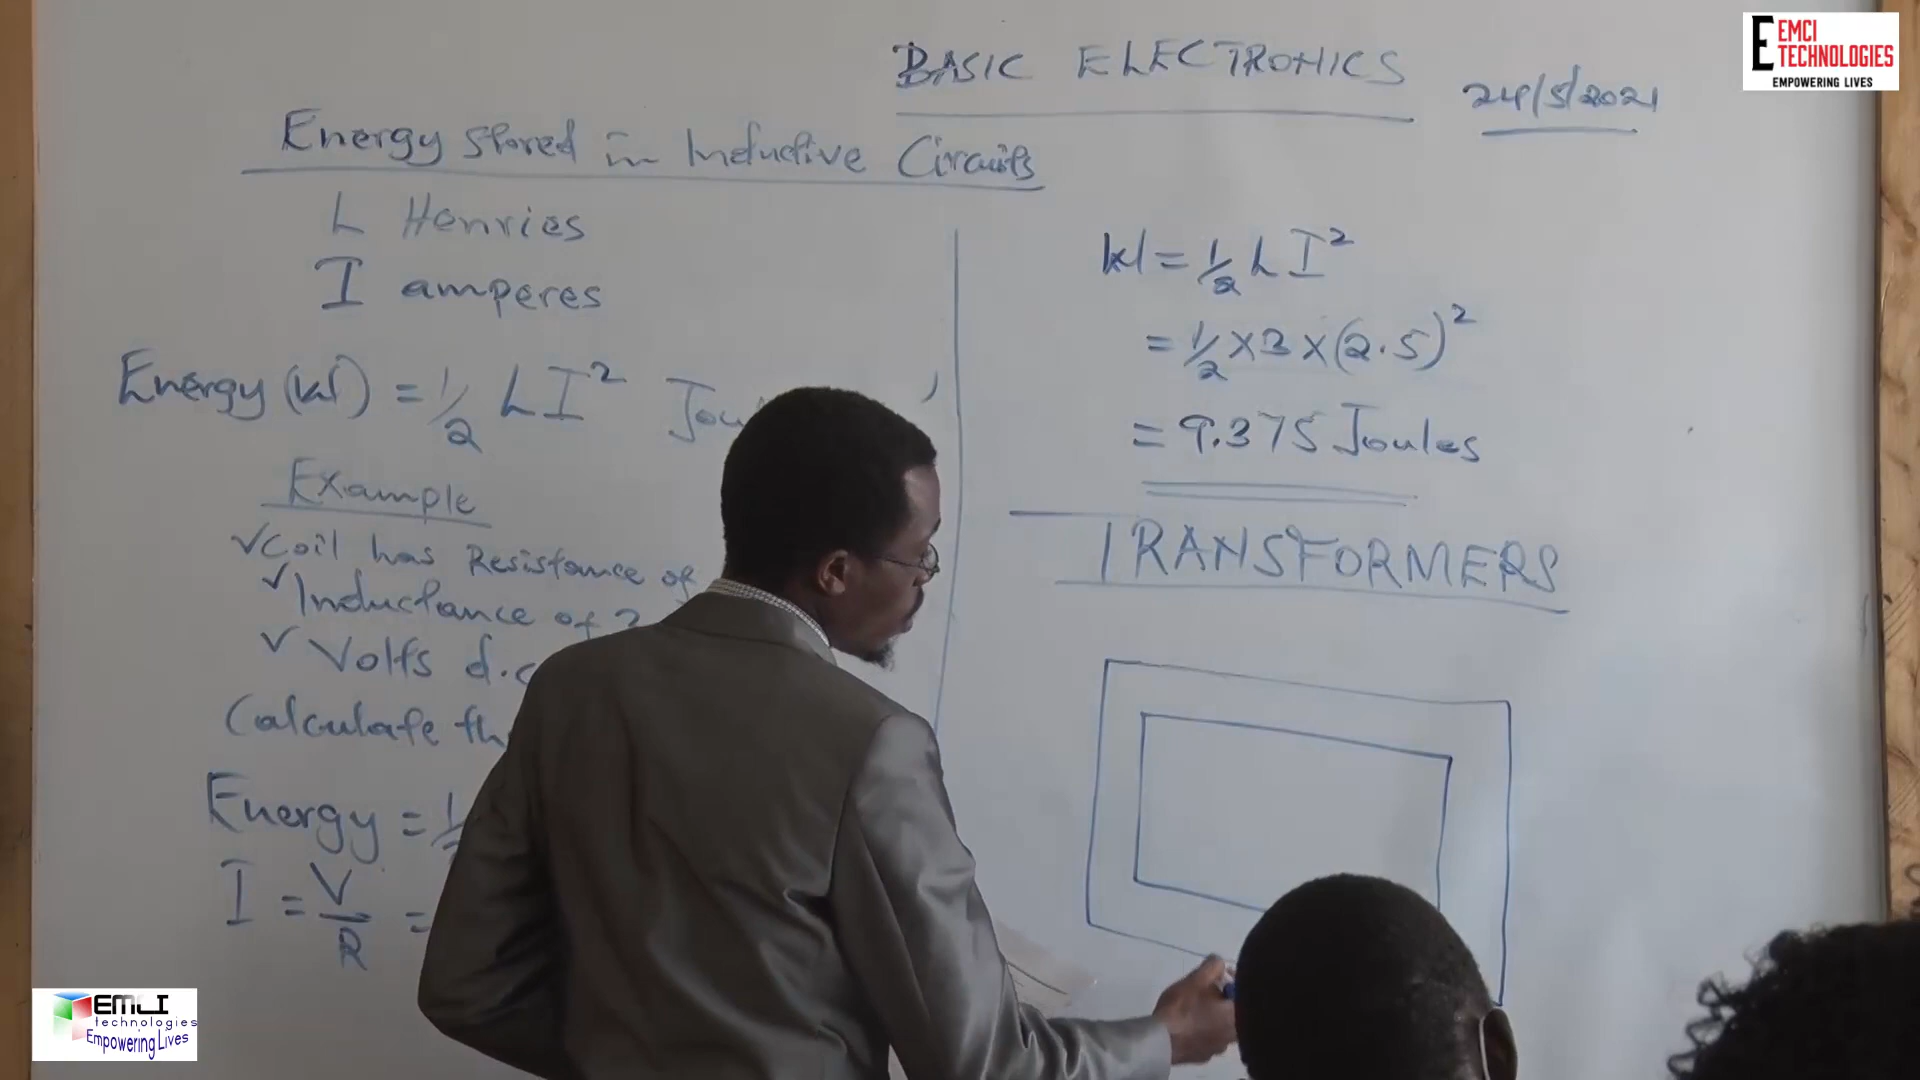 BASIC ELECTRONICS
24/5/2021
E EMCI
TECHNOLOGIES
EMPOWERING LIVES
Energy stored in Inductive Circuits
L Henries
I amperes
Energy (W) = 1/2 LI² Jou
Example
✓Coil has Resistance of
✓Inductance of
✓Volts d.c
Calculate th
Energy = 1/
I = V/R =
W = 1/2 LI²
= 1/2 × 3 × (2.5)²
= 9.375 Joules
TRANSFORMERS
EMCI
technologies
Empowering Lives